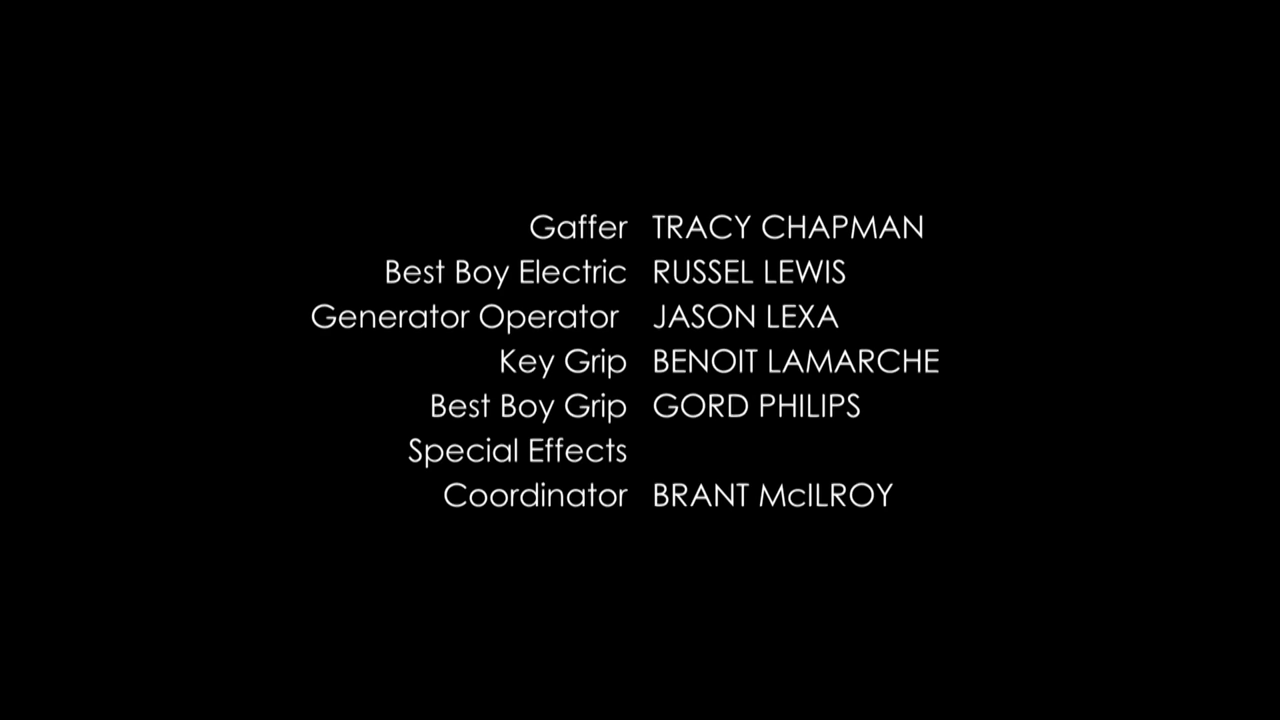 Gaffer TRACY CHAPMAN
Best Boy Electric RUSSEL LEWIS
Generator Operator JASON LEXA
Key Grip BENOIT LAMARCHE
Best Boy Grip GORD PHILIPS
Special Effects
Coordinator BRANT McILROY